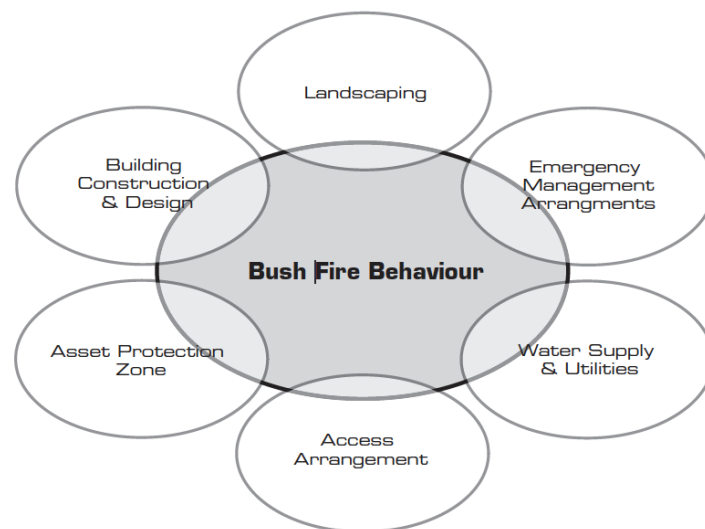 Landscaping
Building
Construction
& Design
Emergency
Management
Arrangments
Bush Fire Behaviour
Asset Protection
Zone
Water Supply
& Utilities
Access
Arrangement